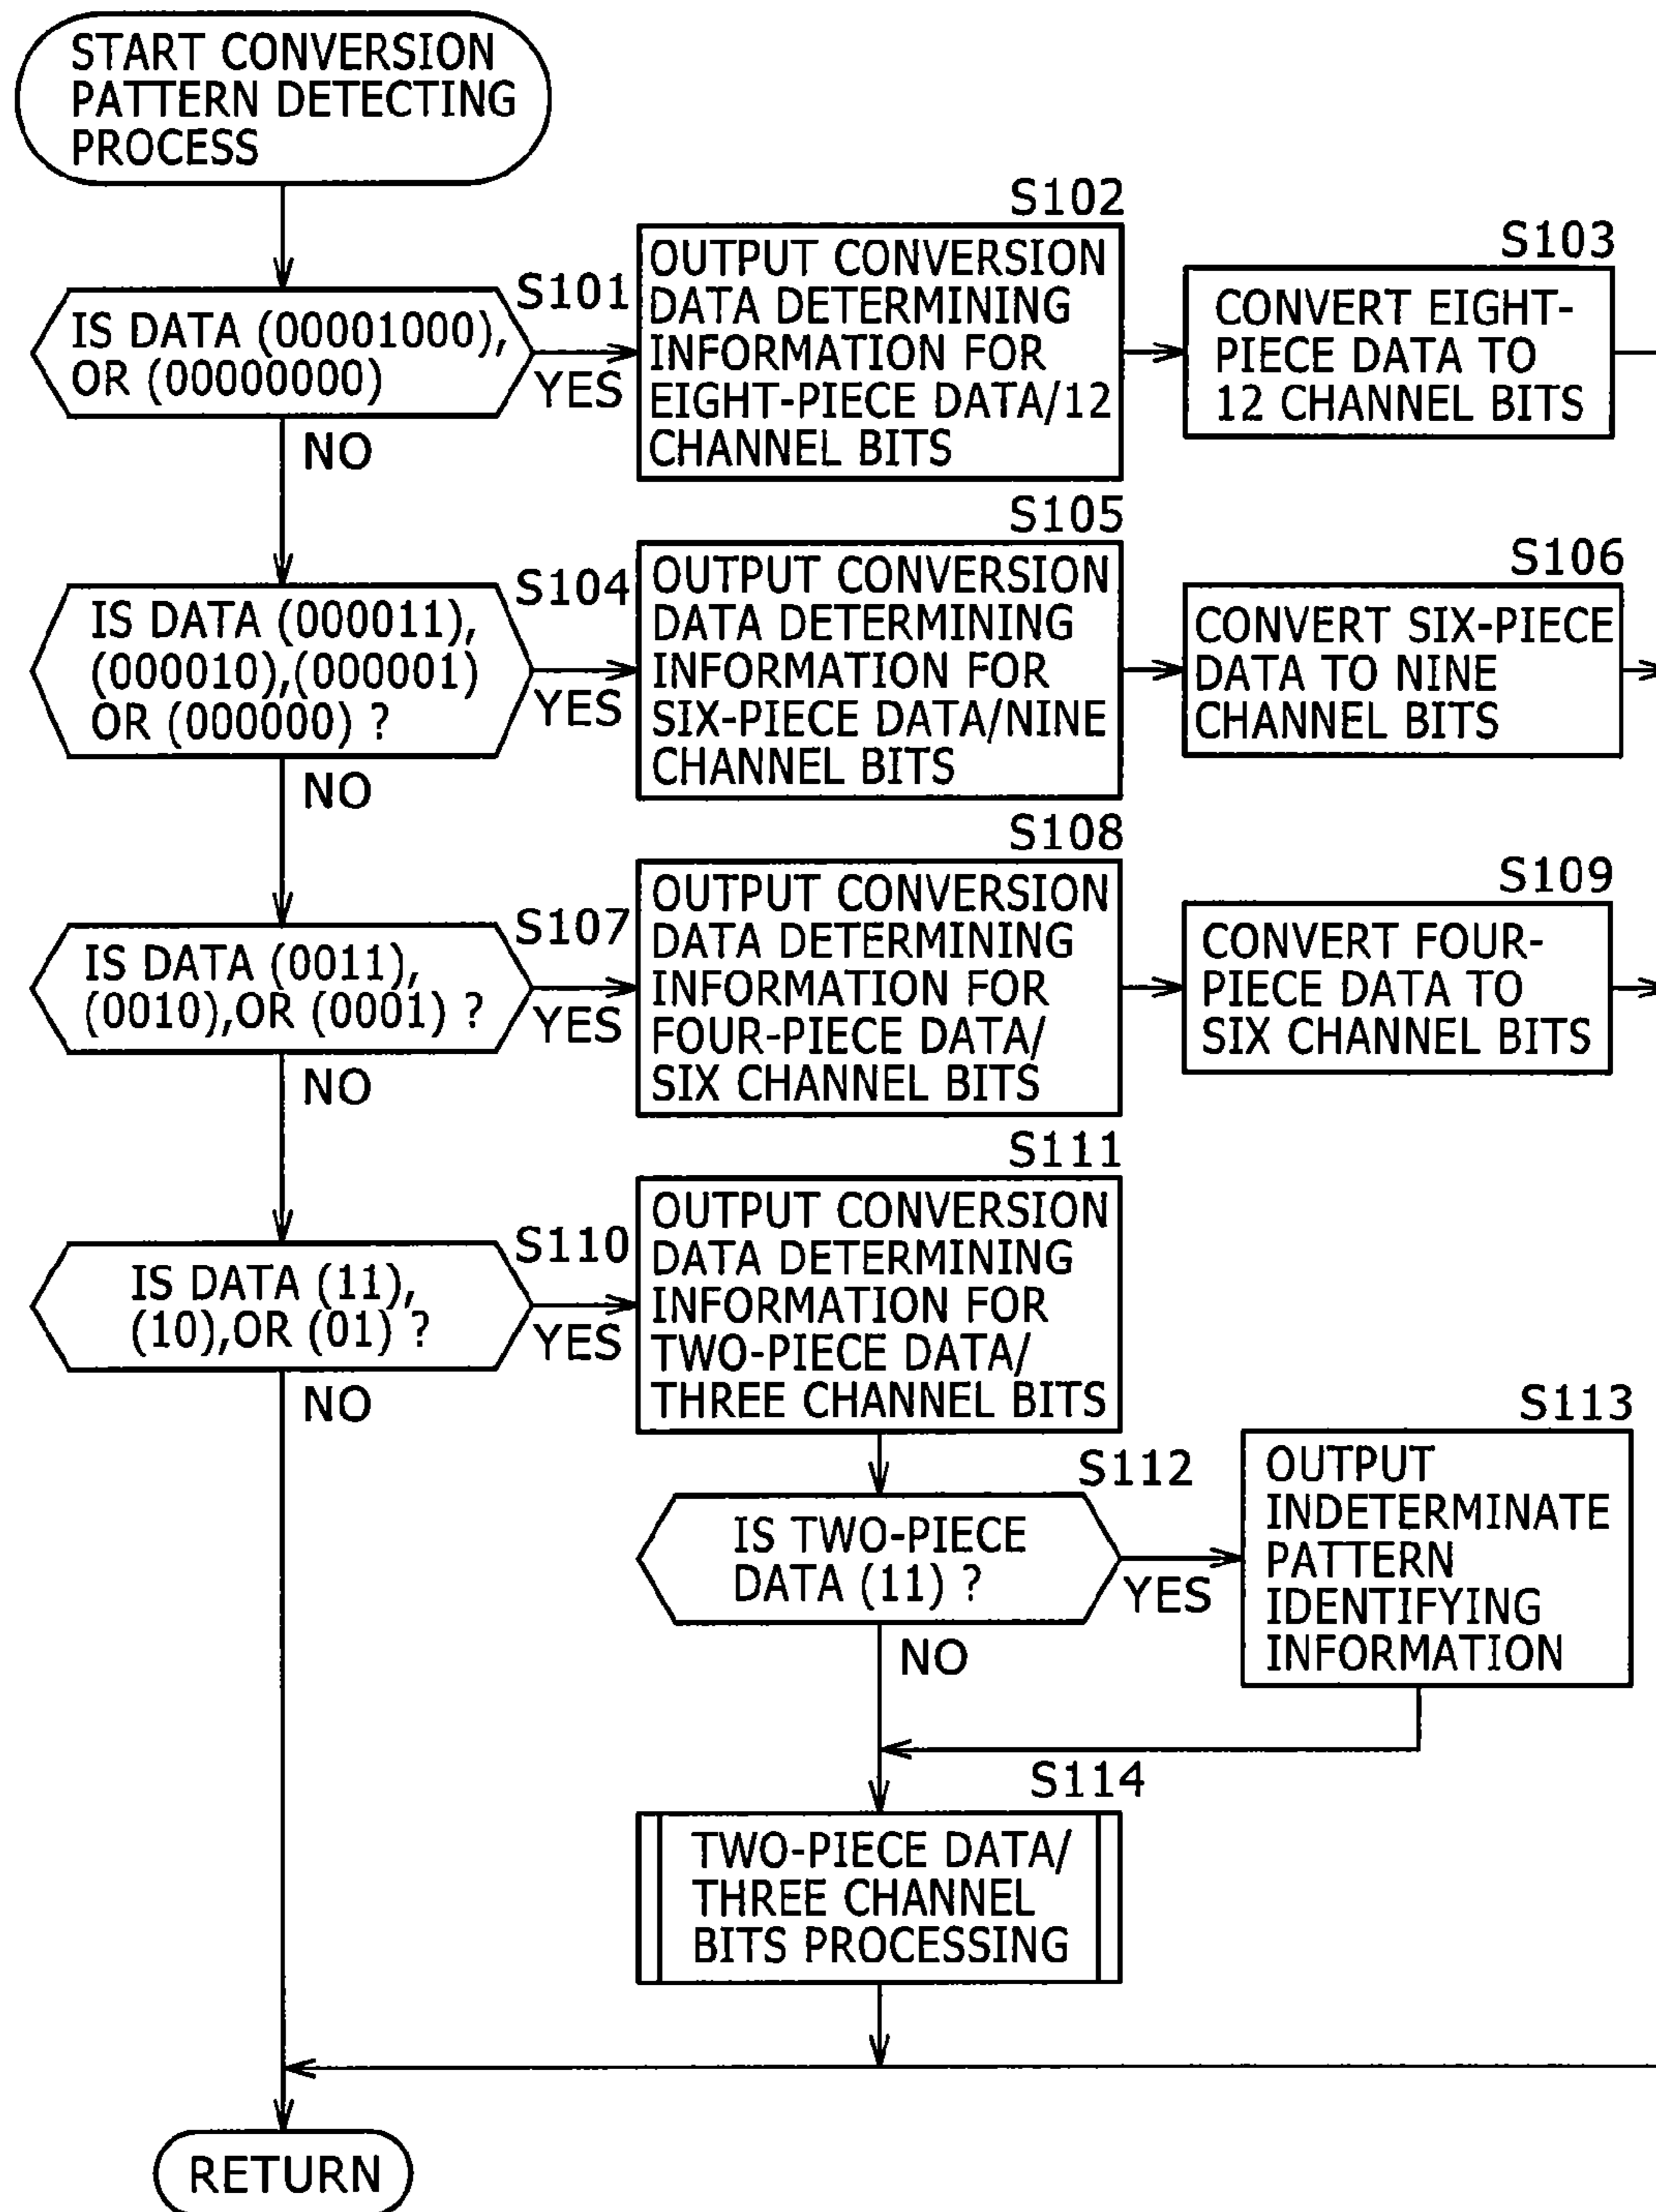 START CONVERSION
PATTERN DETECTING
PROCESS
S101
IS DATA (00001000),
OR (00000000)
YES
NO
S102
OUTPUT CONVERSION
DATA DETERMINING
INFORMATION FOR
EIGHT-PIECE DATA/12
CHANNEL BITS
S103
CONVERT EIGHT-
PIECE DATA TO
12 CHANNEL BITS
S104
IS DATA (000011),
(000010),(000001)
OR (000000) ?
YES
NO
S105
OUTPUT CONVERSION
DATA DETERMINING
INFORMATION FOR
SIX-PIECE DATA/NINE
CHANNEL BITS
S106
CONVERT SIX-PIECE
DATA TO NINE
CHANNEL BITS
S107
IS DATA (0011),
(0010),OR (0001) ?
YES
NO
S108
OUTPUT CONVERSION
DATA DETERMINING
INFORMATION FOR
FOUR-PIECE DATA/
SIX CHANNEL BITS
S109
CONVERT FOUR-
PIECE DATA TO
SIX CHANNEL BITS
S110
IS DATA (11),
(10),OR (01) ?
YES
NO
S111
OUTPUT CONVERSION
DATA DETERMINING
INFORMATION FOR
TWO-PIECE DATA/
THREE CHANNEL BITS
S112
IS TWO-PIECE
DATA (11) ?
YES
NO
S113
OUTPUT
INDETERMINATE
PATTERN
IDENTIFYING
INFORMATION
S114
TWO-PIECE DATA/
THREE CHANNEL
BITS PROCESSING
RETURN